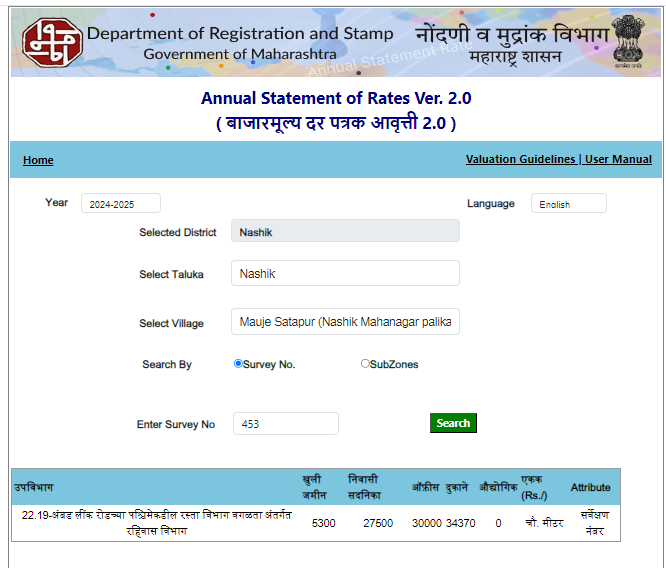 Department of Registration and Stamp
Government of Maharashtra
नोंदणी व मुद्रांक विभाग
महाराष्ट्र शासन
Annual Statement Rate
Annual Statement of Rates Ver. 2.0
( बाजारमूल्य दर पत्रक आवृत्ती 2.0 )
Home
Valuation Guidelines | User Manual
Year 2024-2025 Language English
Selected District Nashik
Select Taluka Nashik
Select Village Mauje Satapur (Nashik Mahanagar palika
Search By Survey No. SubZones
Enter Survey No 453 Search
उपविभाग खुली जमीन निवासी सदनिका ऑफ़ीस दुकाने औद्योगिक एकक (Rs./) Attribute
22.19-अंबड लींक रोडच्या पश्चिमेकडील रस्ता विभाग वगळता अंतर्गत रहिवास विभाग 5300 27500 30000 34370 0 चौ. मीटर सर्वेक्षण नंबर